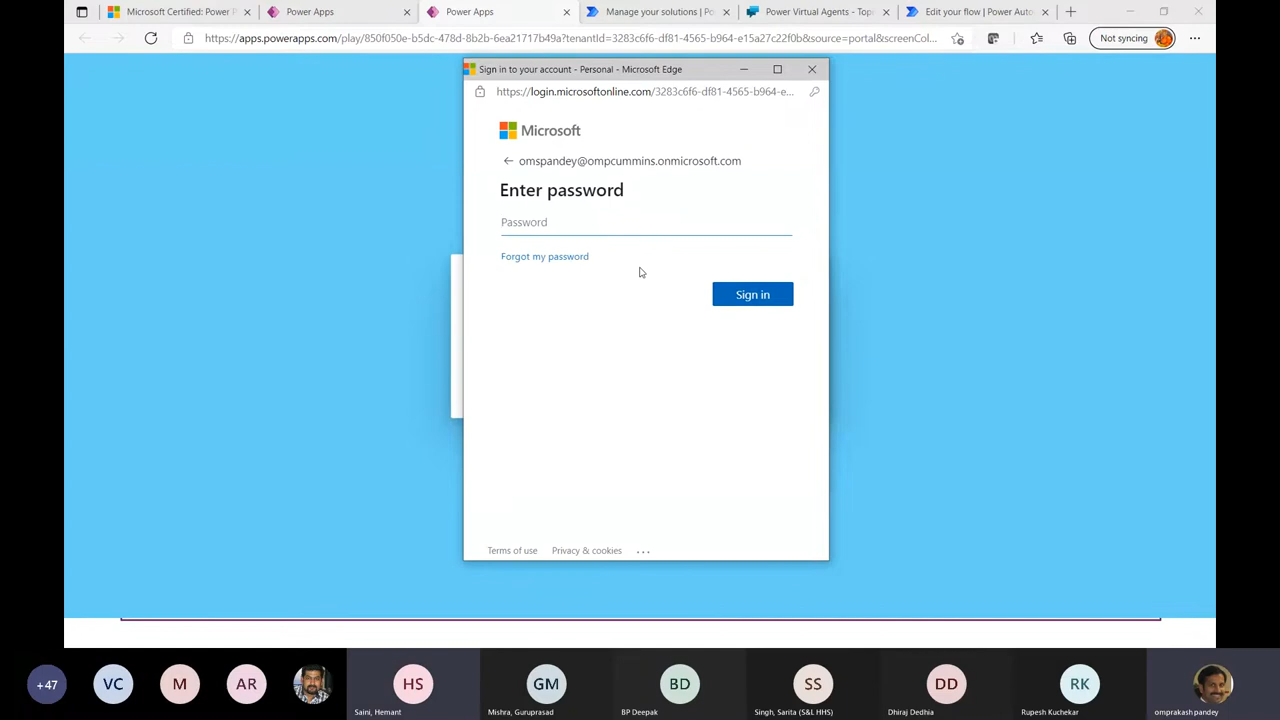 Microsoft Certified: Power P
Power Apps
Power Apps
Manage your solutions | Po
Power Virtual Agents - Topi
Edit your flow | Power Auto
Not syncing
https://apps.powerapps.com/play/850f050e-b5dc-478d-8b2b-6ea21717b49a?tenantId=3283c6f6-df81-4565-b964-e15a27c22f0b&source=portal&screenCol...
Sign in to your account - Personal - Microsoft Edge
https://login.microsoftonline.com/3283c6f6-df81-4565-b964-e...
Microsoft
omspandey@ompcummins.onmicrosoft.com
Enter password
Password
Forgot my password
Sign in
Terms of use
Privacy & cookies
...
+47
VC
M
AR
HS
GM
BD
SS
DD
RK
Saini, Hemant
Mishra, Guruprasad
BP Deepak
Singh, Sarita (S&L HHS)
Dhiraj Dedhia
Rupesh Kuchekar
omprakash pandey